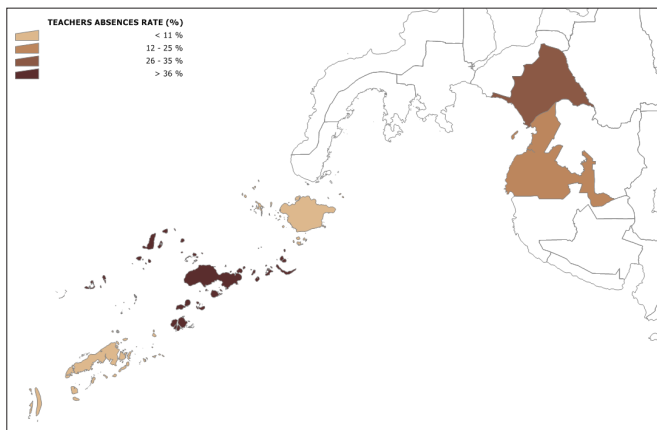 TEACHERS ABSENCES RATE (%)
< 11 %
12 - 25 %
26 - 35 %
> 36 %